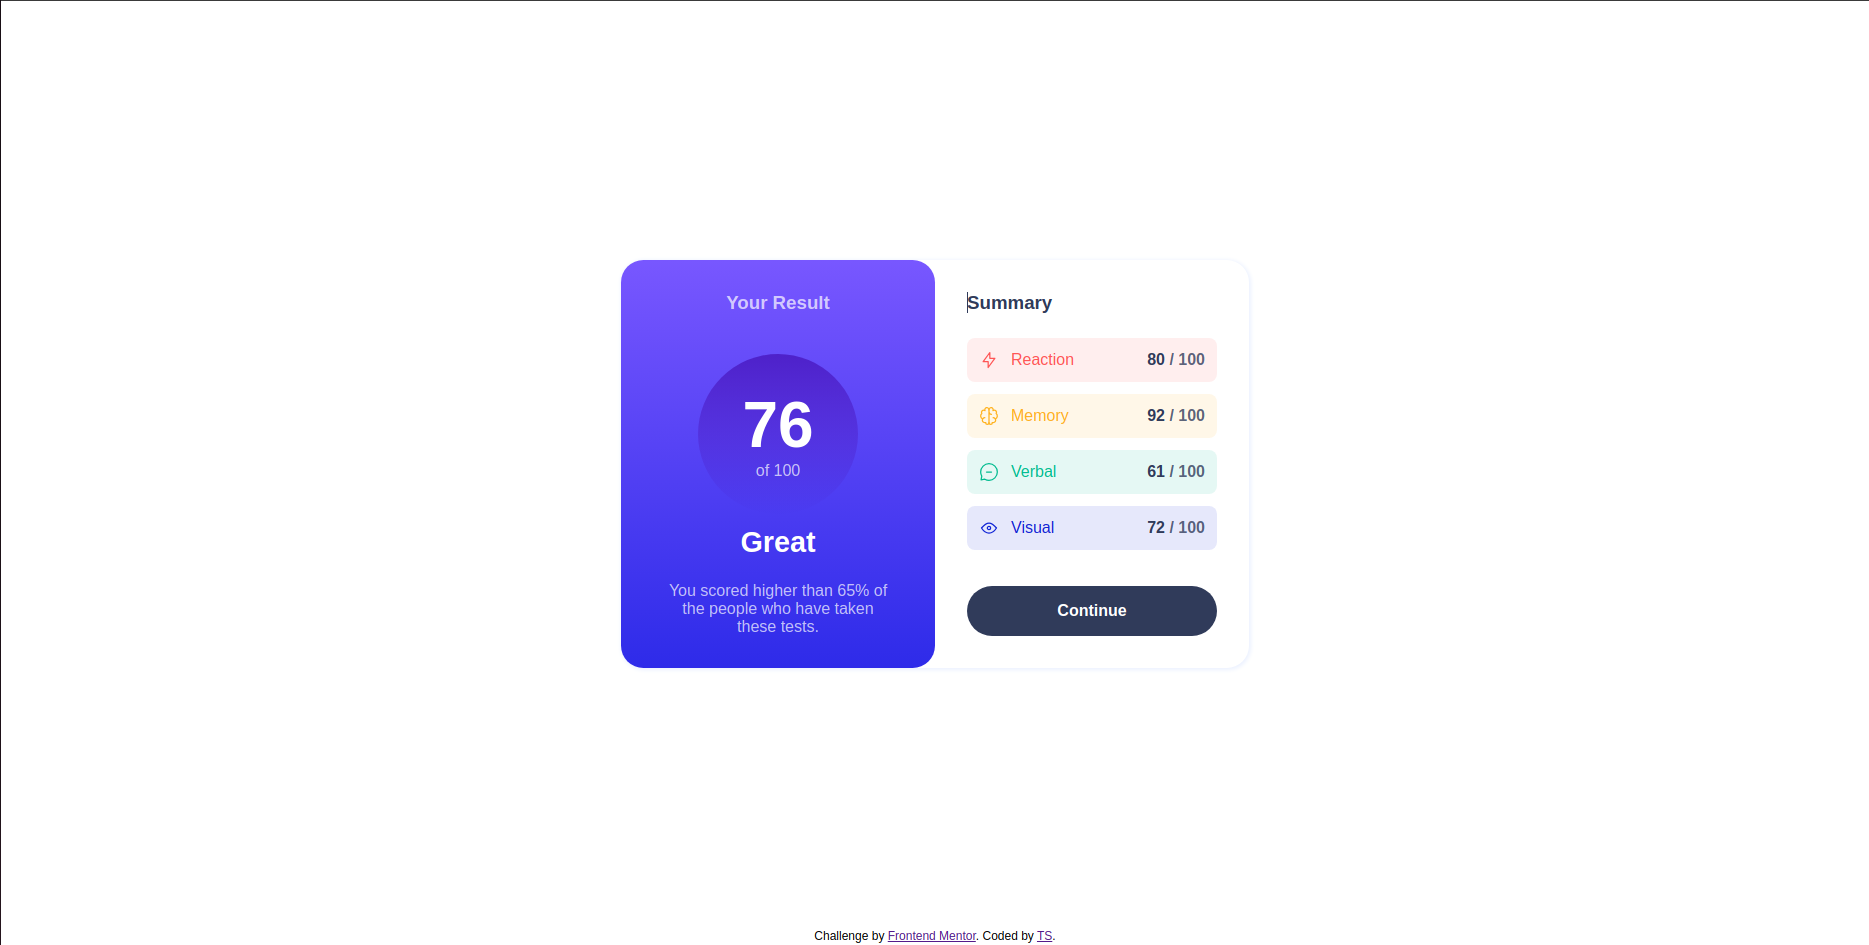 Your Result
76
of 100
Great
You scored higher than 65% of
the people who have taken
these tests.
Summary
Reaction 80 / 100
Memory 92 / 100
Verbal 61 / 100
Visual 72 / 100
Continue
Challenge by Frontend Mentor. Coded by TS.